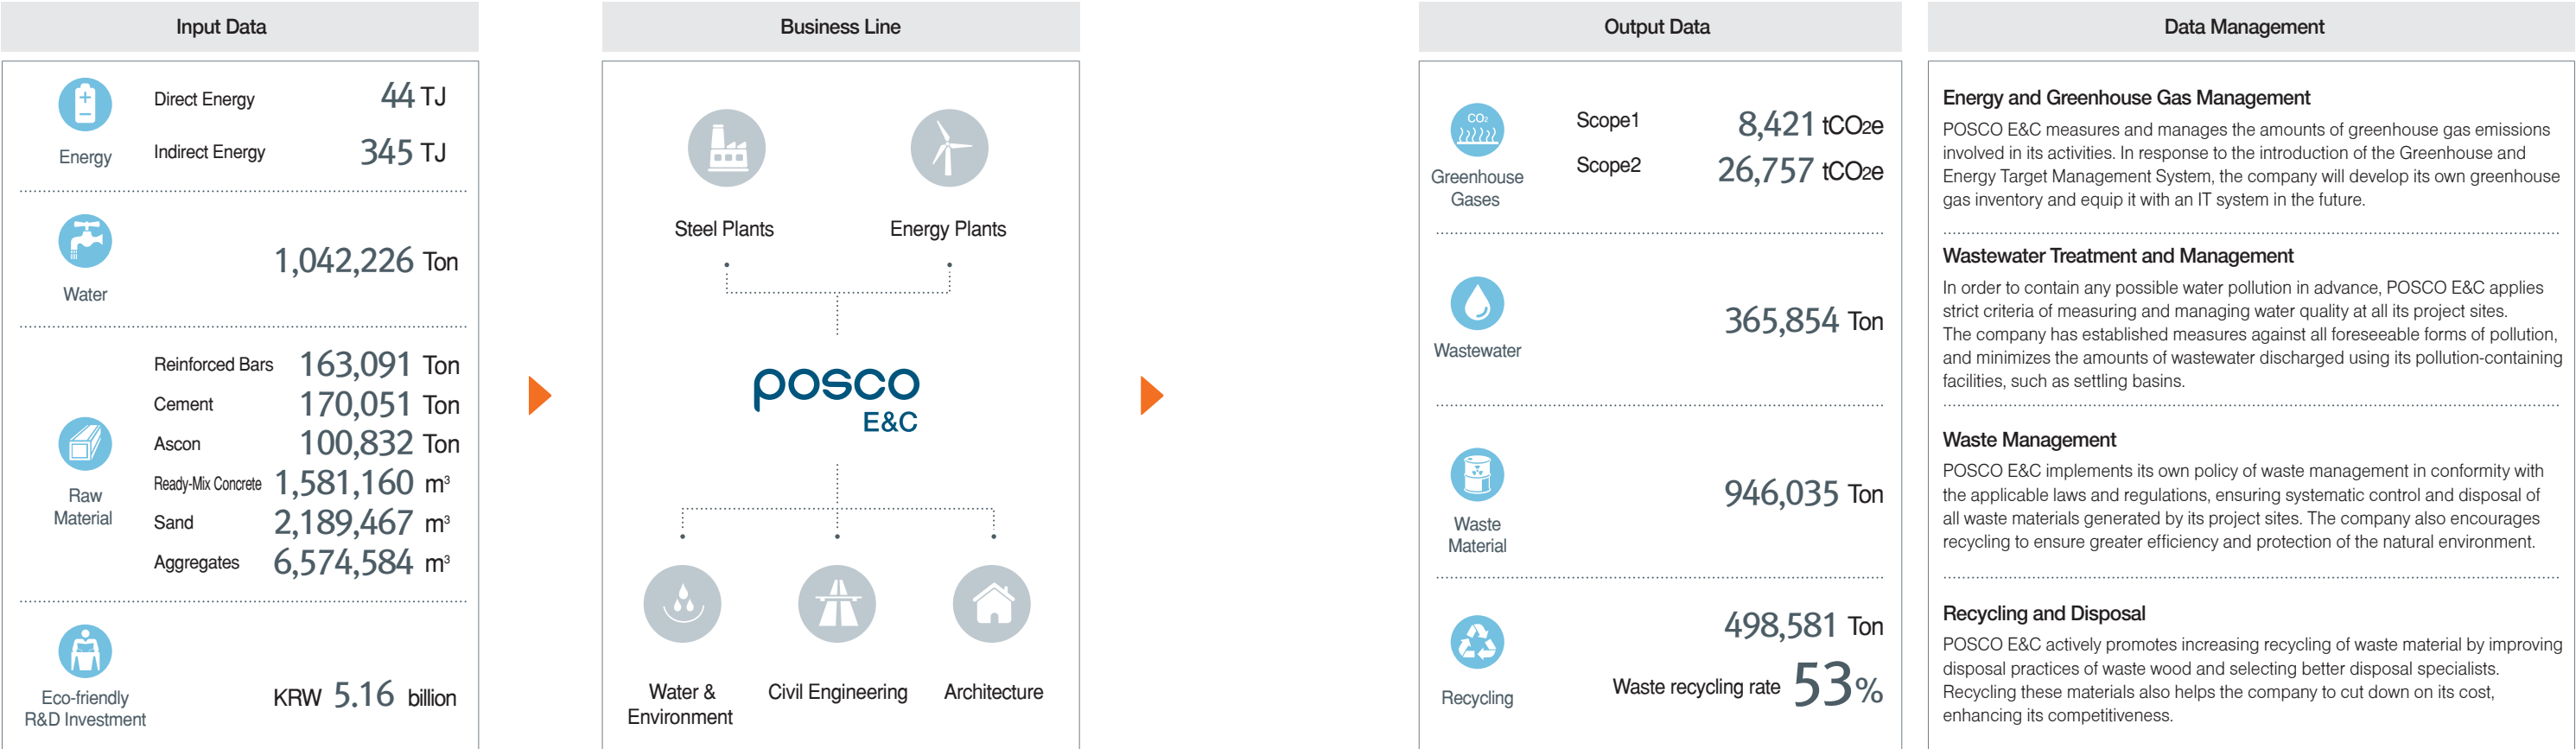 Input Data
Energy
Direct Energy 44 TJ
Indirect Energy 345 TJ
Water
1,042,226 Ton
Raw
Material
Reinforced Bars 163,091 Ton
Cement 170,051 Ton
Ascon 100,832 Ton
Ready-Mix Concrete 1,581,160 m³
Sand 2,189,467 m³
Aggregates 6,574,584 m³
Eco-friendly
R&D Investment
KRW 5.16 billion
Business Line
Steel Plants
Energy Plants
posco
E&C
Water &
Environment
Civil Engineering
Architecture
Output Data
CO₂
Greenhouse
Gases
Scope1 8,421 tCO2e
Scope2 26,757 tCO2e
Wastewater
365,854 Ton
Waste
Material
946,035 Ton
Recycling
498,581 Ton
Waste recycling rate 53%
Data Management
Energy and Greenhouse Gas Management
POSCO E&C measures and manages the amounts of greenhouse gas emissions
involved in its activities. In response to the introduction of the Greenhouse and
Energy Target Management System, the company will develop its own greenhouse
gas inventory and equip it with an IT system in the future.
Wastewater Treatment and Management
In order to contain any possible water pollution in advance, POSCO E&C applies
strict criteria of measuring and managing water quality at all its project sites.
The company has established measures against all foreseeable forms of pollution,
and minimizes the amounts of wastewater discharged using its pollution-containing
facilities, such as settling basins.
Waste Management
POSCO E&C implements its own policy of waste management in conformity with
the applicable laws and regulations, ensuring systematic control and disposal of
all waste materials generated by its project sites. The company also encourages
recycling to ensure greater efficiency and protection of the natural environment.
Recycling and Disposal
POSCO E&C actively promotes increasing recycling of waste material by improving
disposal practices of waste wood and selecting better disposal specialists.
Recycling these materials also helps the company to cut down on its cost,
enhancing its competitiveness.